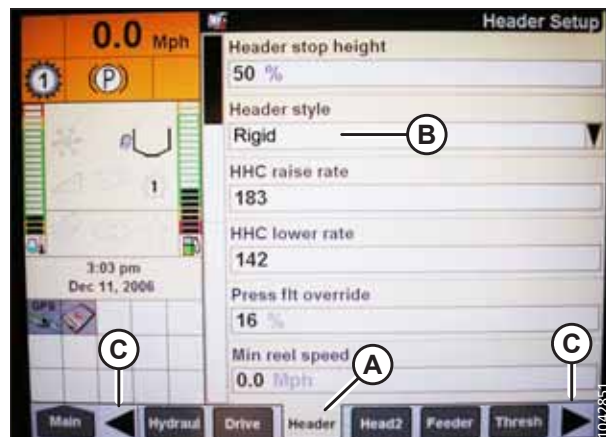 0.0 Mph
Header Setup
1
(P)
Header stop height
50 %
Header style
Rigid
B
HHC raise rate
183
1
HHC lower rate
142
3:03 pm
Dec 11, 2006
Press flt override
16 %
GPS
Min reel speed
0.0 Mph
C
A
C
Main
Hydraul
Drive
Header
Head2
Feeder
Thresh
1042851